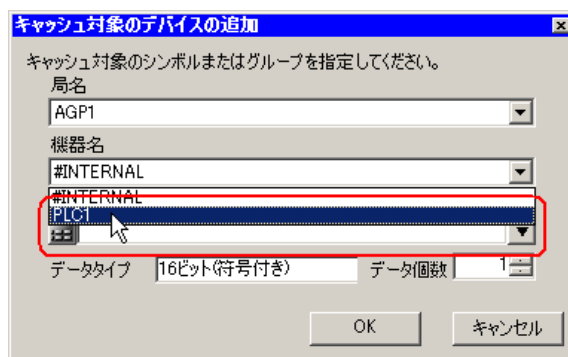 キャッシュ対象のデバイスの追加
キャッシュ対象のシンボルまたはグループを指定してください。
局名
AGP1
機器名
#INTERNAL
#INTERNAL
PLC1
データタイプ 16ビット(符号付き) データ個数 1
OK キャンセル